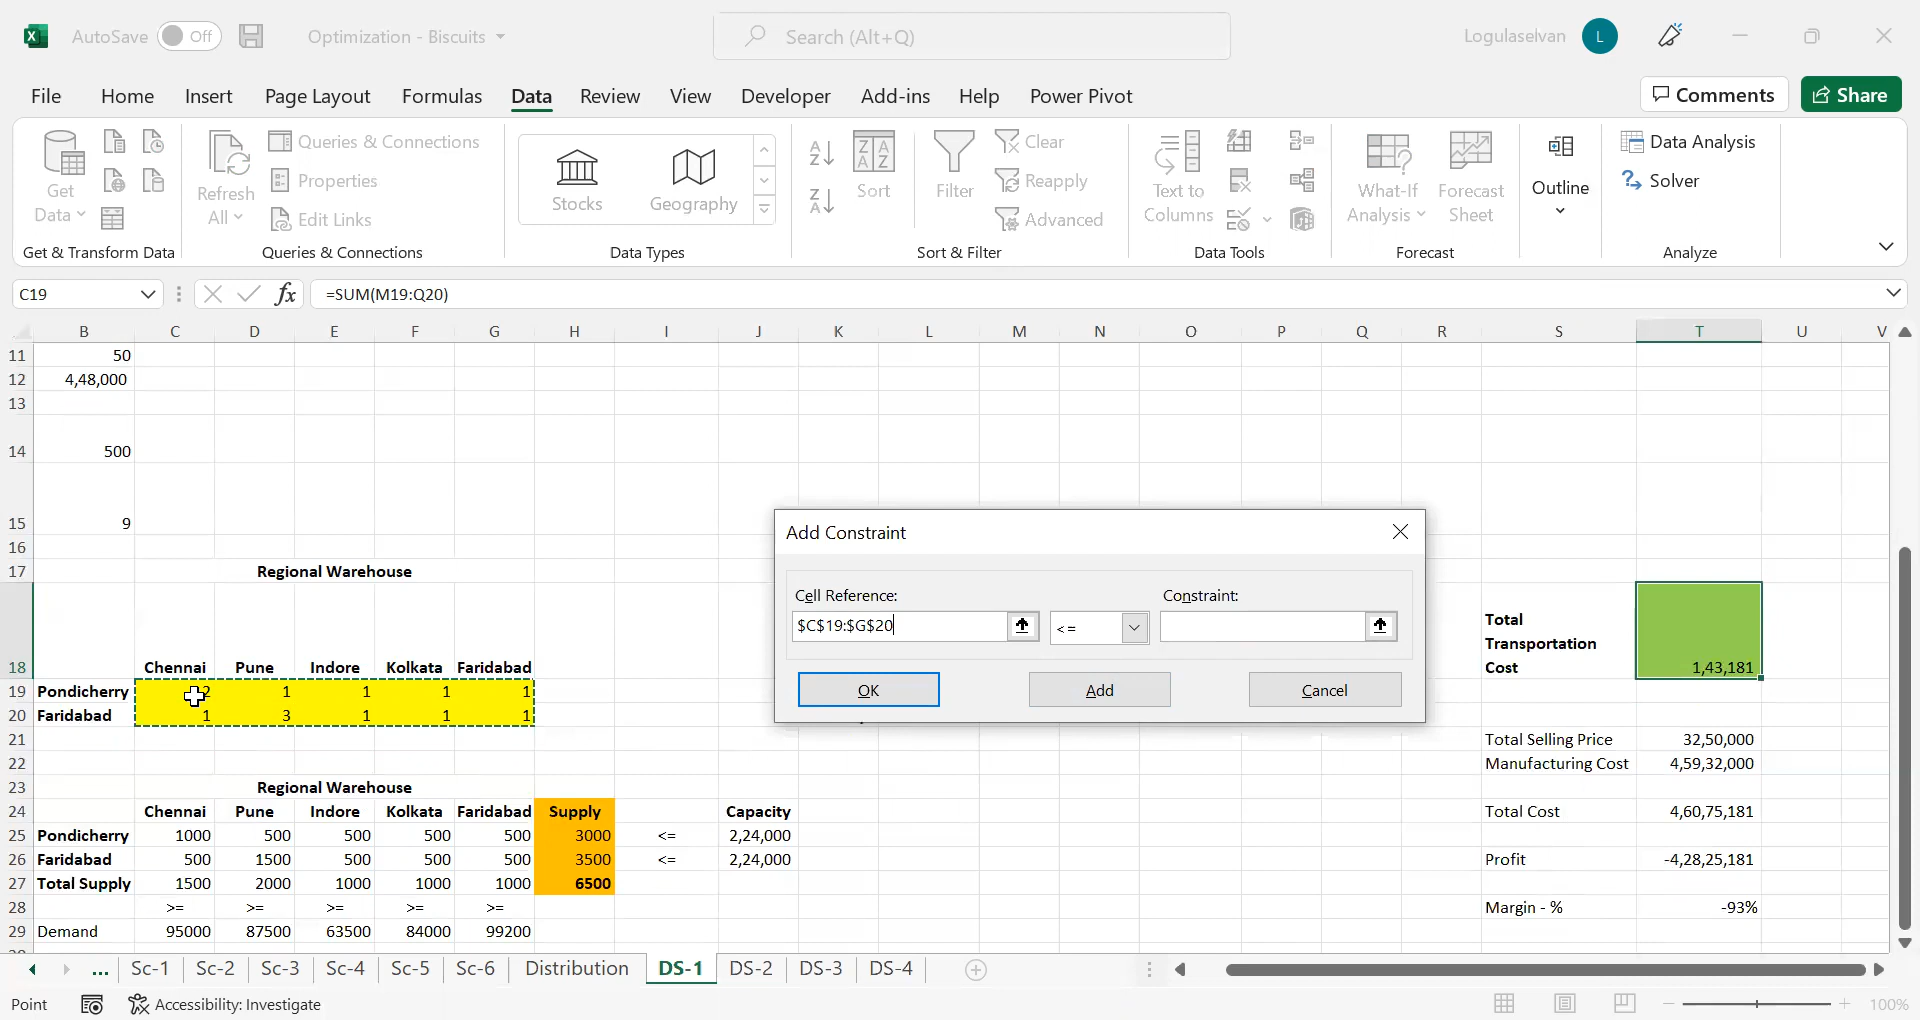 AutoSave Off Optimization - Biscuits Search (Alt+Q) Logulaselvan L
File Home Insert Page Layout Formulas Data Review View Developer Add-ins Help Power Pivot Comments Share
Get Data
Refresh All
Queries & Connections
Properties
Edit Links
Stocks
Geography
A Z
Z A
Z A A Z
Sort
Filter
Clear
Reapply
Advanced
Text to Columns
What-If Analysis
Forecast Sheet
Outline
Data Analysis
Solver
Get & Transform Data Queries & Connections Data Types Sort & Filter Data Tools Forecast Analyze
C19 fx =SUM(M19:Q20)
B C D E F G H I J K L M N O P Q R S T U V
11 50
12 4,48,000
13
14 500
15 9
16
17 Regional Warehouse
18 Chennai Pune Indore Kolkata Faridabad
19 Pondicherry 2 1 1 1 1
20 Faridabad 1 3 1 1 1
21
22
23 Regional Warehouse
24 Chennai Pune Indore Kolkata Faridabad Supply Capacity
25 Pondicherry 1000 500 500 500 500 3000 <= 2,24,000
26 Faridabad 500 1500 500 500 500 3500 <= 2,24,000
27 Total Supply 1500 2000 1000 1000 1000 6500
28 >= >= >= >= >=
29 Demand 95000 87500 63500 84000 99200
Add Constraint
Cell Reference: Constraint:
$C$19:$G$20 <=
OK Add Cancel
Total
Transportation
Cost 1,43,181
Total Selling Price 32,50,000
Manufacturing Cost 4,59,32,000
Total Cost 4,60,75,181
Profit -4,28,25,181
Margin - % -93%
... Sc-1 Sc-2 Sc-3 Sc-4 Sc-5 Sc-6 Distribution DS-1 DS-2 DS-3 DS-4
Point Accessibility: Investigate 100%